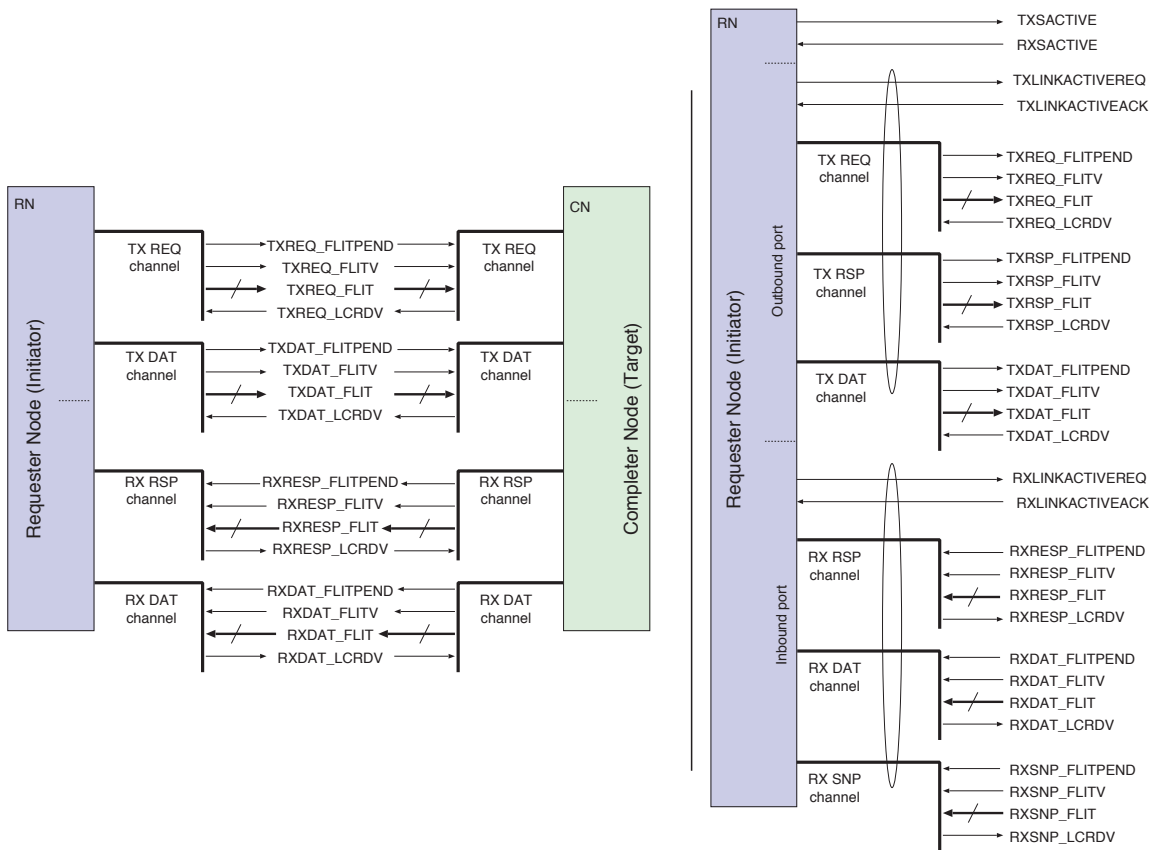 RN
Requester Node (Initiator)
TX REQ
channel
TXREQ_FLITPEND
TXREQ_FLITV
TXREQ_FLIT
TXREQ_LCRDV
TX REQ
channel
TX DAT
channel
TXDAT_FLITPEND
TXDAT_FLITV
TXDAT_FLIT
TXDAT_LCRDV
TX DAT
channel
RX RSP
channel
RXRESP_FLITPEND
RXRESP_FLITV
RXRESP_FLIT
RXRESP_LCRDV
RX RSP
channel
RX DAT
channel
RXDAT_FLITPEND
RXDAT_FLITV
RXDAT_FLIT
RXDAT_LCRDV
RX DAT
channel
CN
Completer Node (Target)
RN
Requester Node (Initiator)
TXSACTIVE
RXSACTIVE
Outbound port
TXLINKACTIVEREQ
TXLINKACTIVEACK
TX REQ
channel
TXREQ_FLITPEND
TXREQ_FLITV
TXREQ_FLIT
TXREQ_LCRDV
TX RSP
channel
TXRSP_FLITPEND
TXRSP_FLITV
TXRSP_FLIT
TXRSP_LCRDV
TX DAT
channel
TXDAT_FLITPEND
TXDAT_FLITV
TXDAT_FLIT
TXDAT_LCRDV
Inbound port
RXLINKACTIVEREQ
RXLINKACTIVEACK
RX RSP
channel
RXRESP_FLITPEND
RXRESP_FLITV
RXRESP_FLIT
RXRESP_LCRDV
RX DAT
channel
RXDAT_FLITPEND
RXDAT_FLITV
RXDAT_FLIT
RXDAT_LCRDV
RX SNP
channel
RXSNP_FLITPEND
RXSNP_FLITV
RXSNP_FLIT
RXSNP_LCRDV